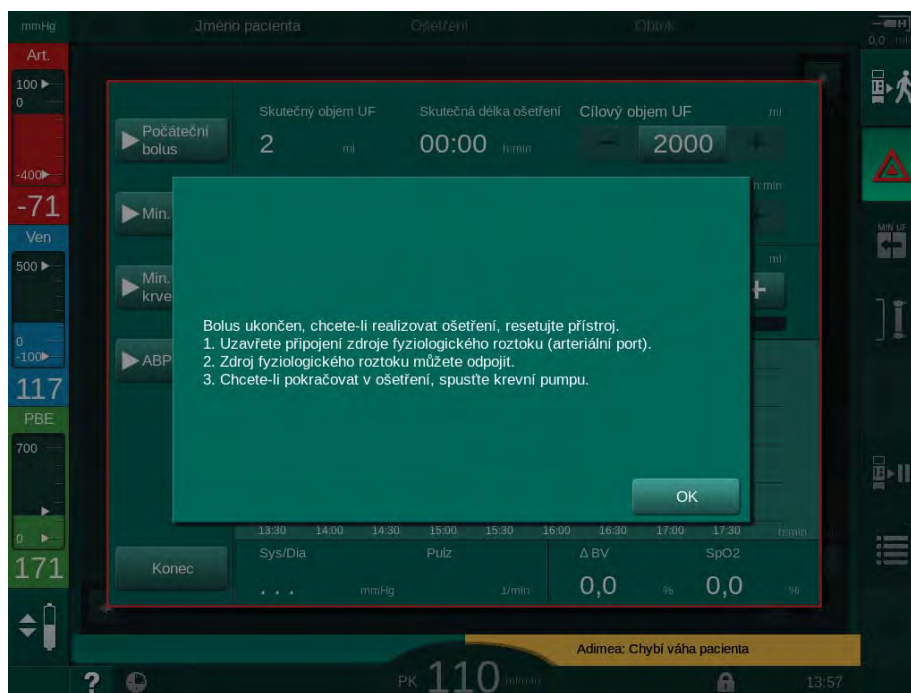 mmHg
Jméno pacienta
Ošetření
Obtok
0,0 ml
Art.
100
0
-400
-71
Ven
500
0
-100
117
PBE
700
0
171
Skutečný objem UF
2 ml
Skutečná délka ošetření
00:00 h:min
Cílový objem UF ml
2000
Počáteční
bolus
Min.
h:min
Min.
krve
ml
ABP
MIN UF
Bolus ukončen, chcete-li realizovat ošetření, resetujte přístroj.
1. Uzavřete připojení zdroje fyziologického roztoku (arteriální port).
2. Zdroj fyziologického roztoku můžete odpojit.
3. Chcete-li pokračovat v ošetření, spusťte krevní pumpu.
OK
13:30 14:00 14:30 15:00 15:30 16:00 16:30 17:00 17:30 h:min
Konec
Sys/Dia
. . . mmHg
Pulz
1/min
Δ BV
0,0 %
SpO2
0,0 %
Adimea: Chybí váha pacienta
?
PK 110 ml/min
13:57